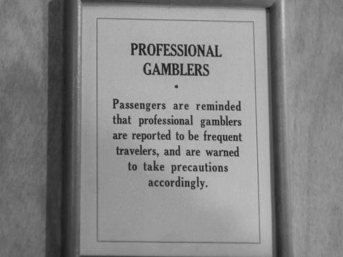 PROFESSIONAL
GAMBLERS
•
Passengers are reminded
that professional gamblers
are reported to be frequent
travelers, and are warned
to take precautions
accordingly.